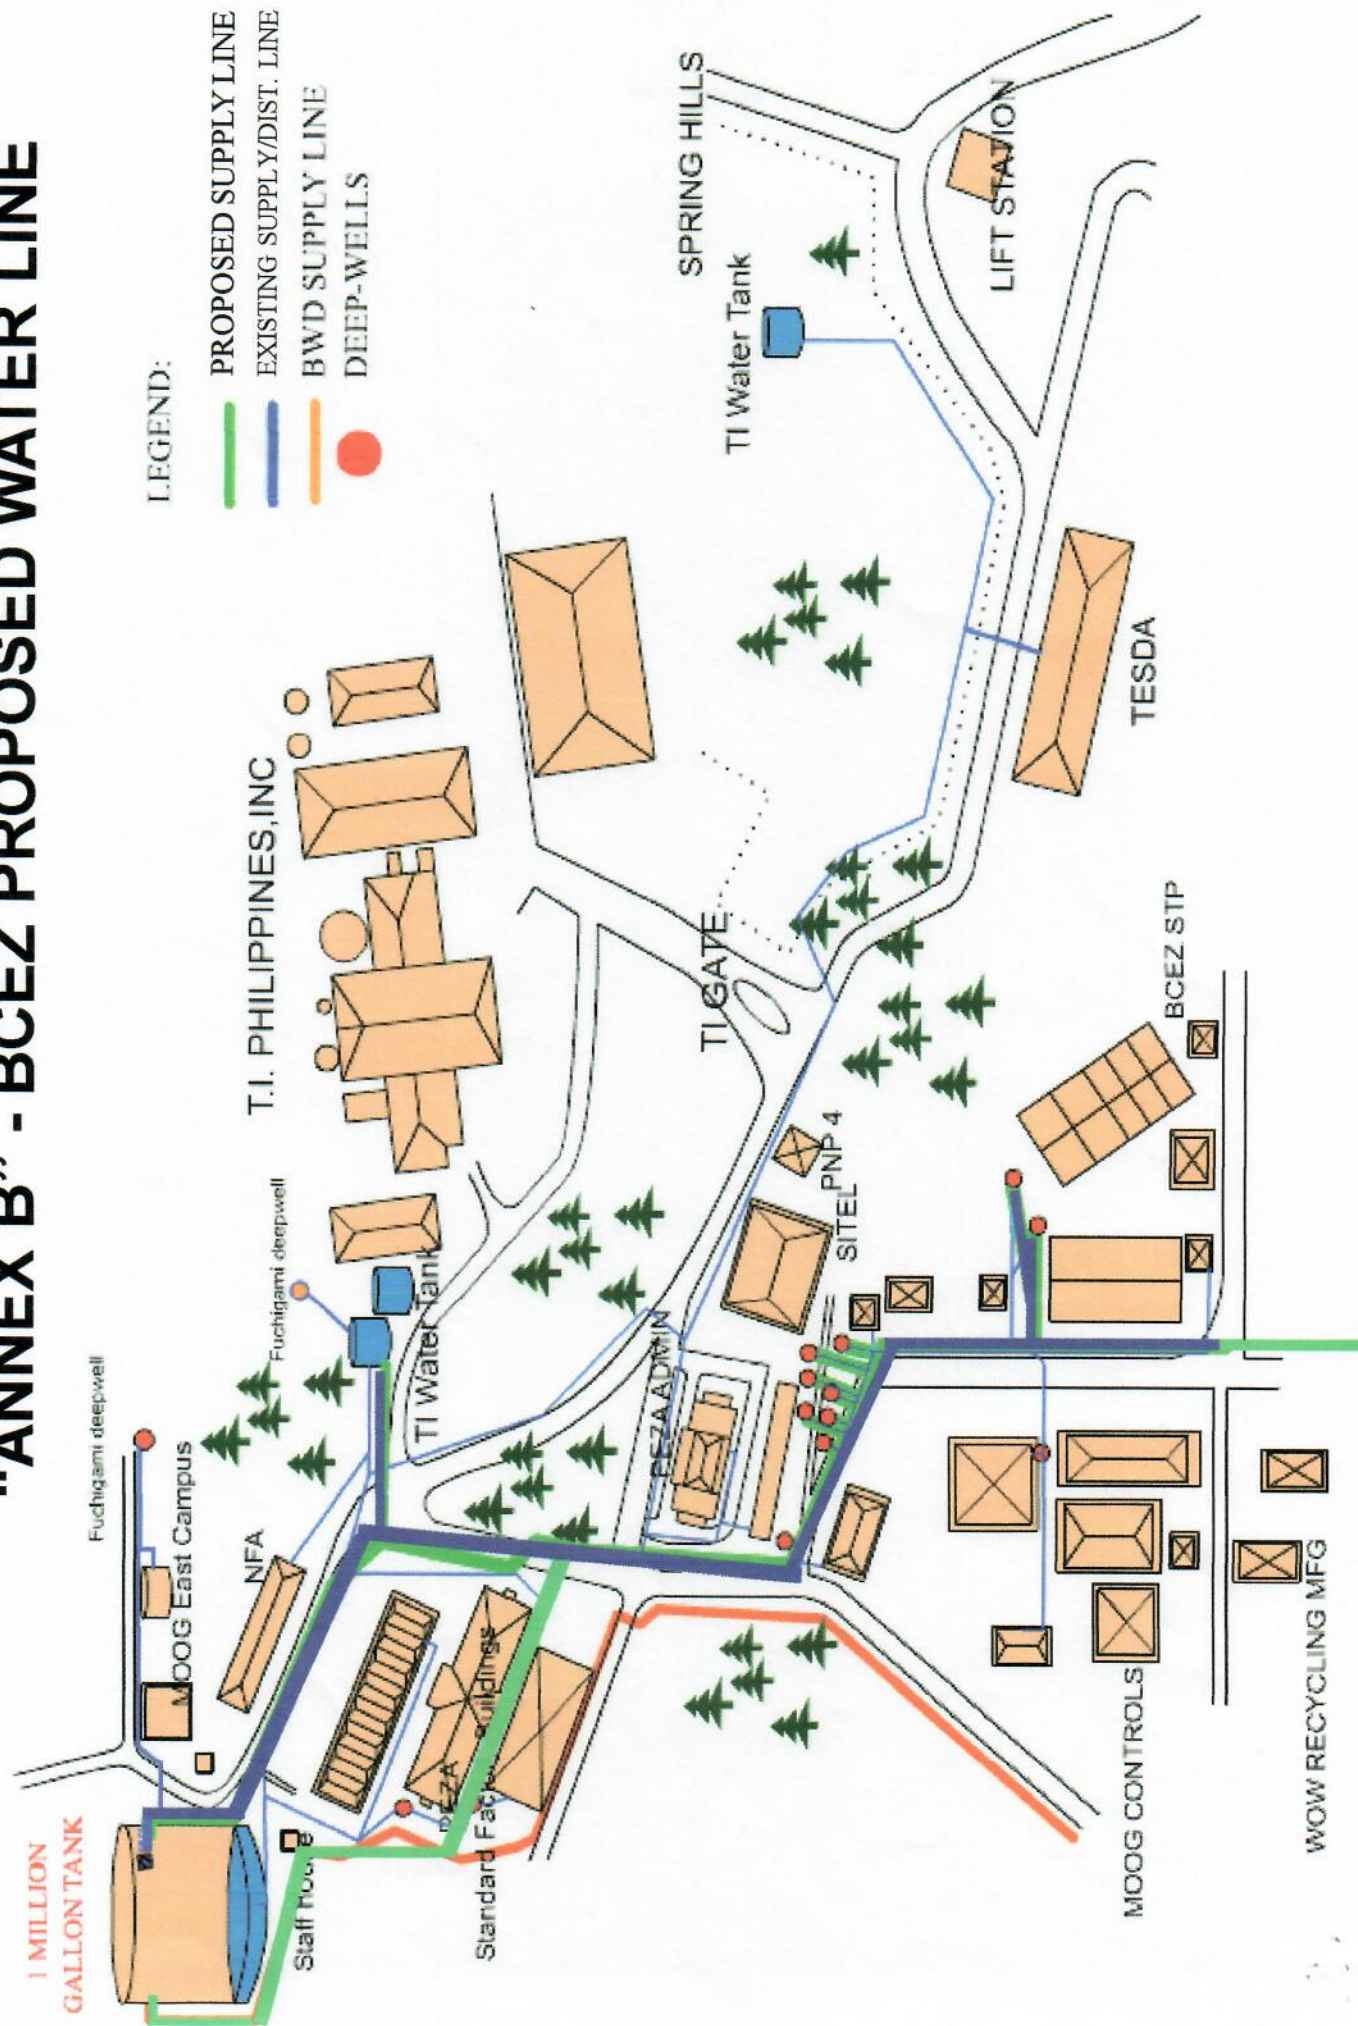 "ANNEX B" - BCEZ PROPOSED WATER LINE
LEGEND:
PROPOSED SUPPLY LINE
EXISTING SUPPLY/DIST. LINE
BWD SUPPLY LINE
DEEP-WELLS
1 MILLION
GALLON TANK
Fuchigami deepwell
MOOG East Campus
NFA
Fuchigami deepwell
T.I. PHILIPPINES,INC
TI Water Tank
Staff House
PEZA
Standard Factory Buildings
PEZA ADMIN
TI GATE
SITEL
PNP 4
SPRING HILLS
TI Water Tank
LIFT STATION
TESDA
BCEZ STP
MOOG CONTROLS
WOW RECYCLING MFG